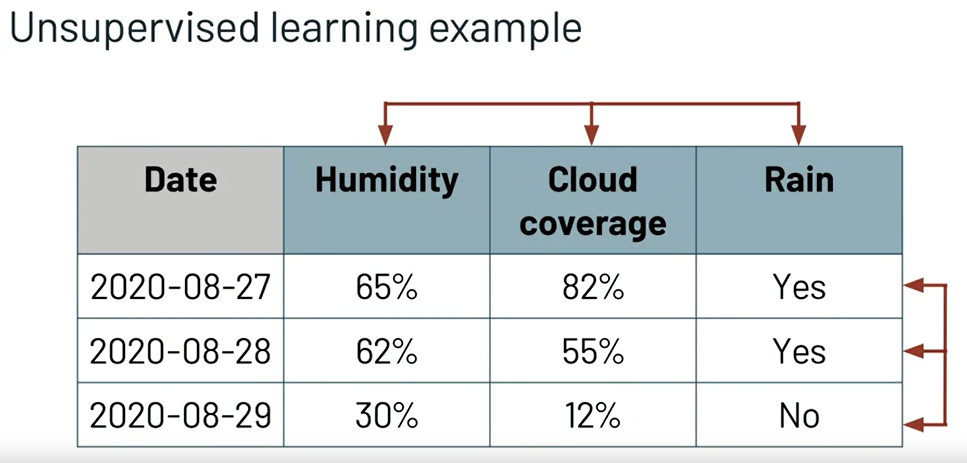 Unsupervised learning example
Date Humidity Cloud coverage Rain
2020-08-27 65% 82% Yes
2020-08-28 62% 55% Yes
2020-08-29 30% 12% No